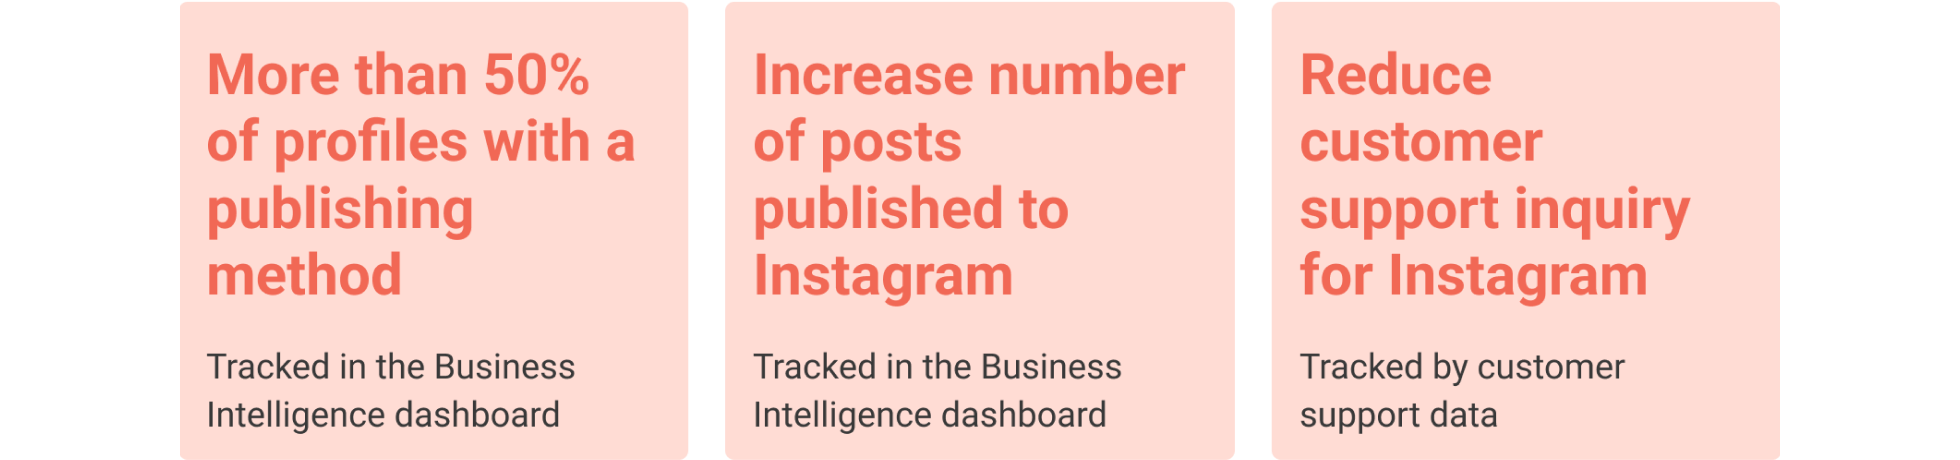 More than 50%
of profiles with a
publishing
method
Tracked in the Business
Intelligence dashboard
Increase number
of posts
published to
Instagram
Tracked in the Business
Intelligence dashboard
Reduce
customer
support inquiry
for Instagram
Tracked by customer
support data